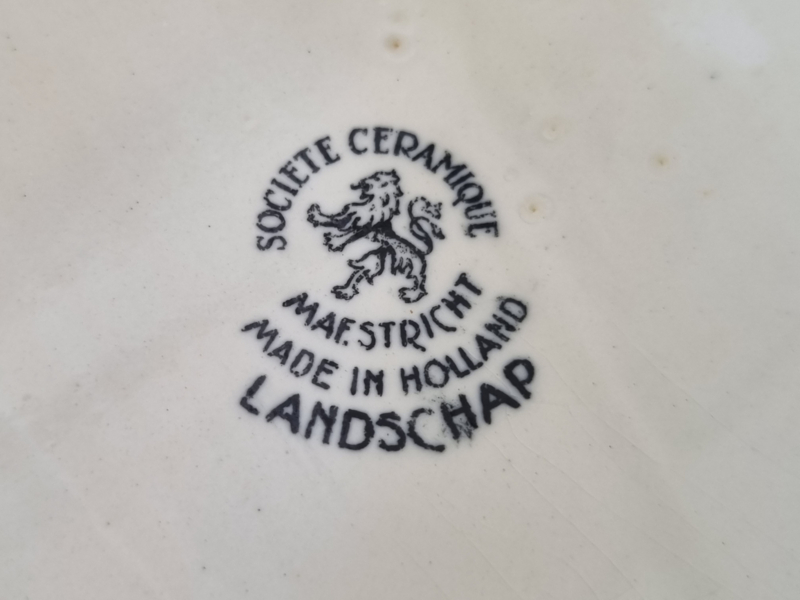 SOCIETE CERAMIQUE
MAESTRICHT
MADE IN HOLLAND
LANDSCHAP